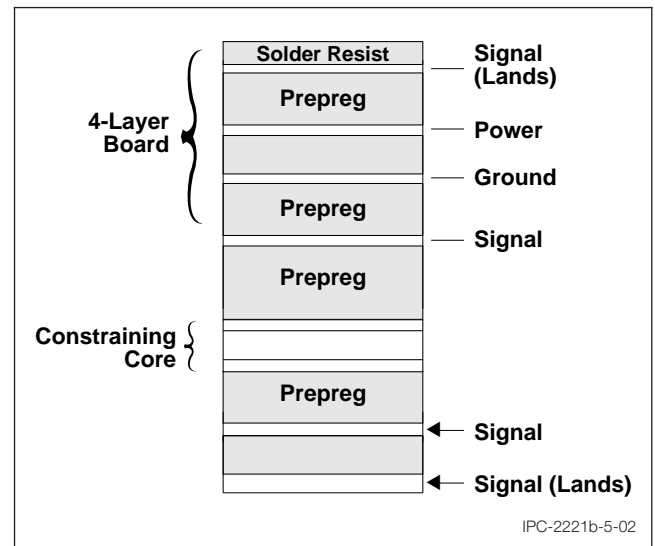 Solder Resist
Signal
(Lands)
Prepreg
4-Layer
Board
Power
Ground
Prepreg
Signal
Prepreg
Constraining
Core
Prepreg
Signal
Signal (Lands)
IPC-2221b-5-02